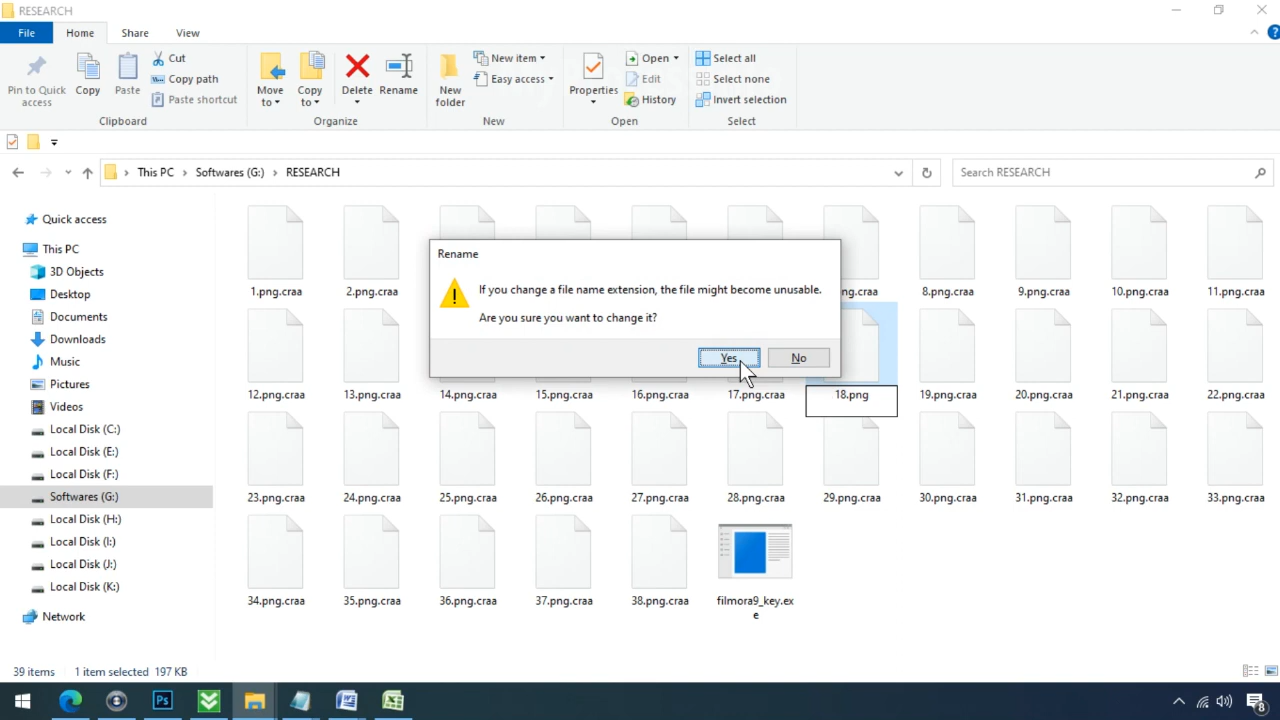 RESEARCH
File Home Share View
Pin to Quick access
Copy
Paste
Cut
Copy path
Paste shortcut
Clipboard
Move to
Copy to
Delete
Rename
Organize
New folder
New item
Easy access
New
Properties
Open
Edit
History
Open
Select all
Select none
Invert selection
Select
This PC > Softwares (G:) > RESEARCH
Search RESEARCH
Quick access
This PC
3D Objects
Desktop
Documents
Downloads
Music
Pictures
Videos
Local Disk (C:)
Local Disk (E:)
Local Disk (F:)
Softwares (G:)
Local Disk (H:)
Local Disk (I:)
Local Disk (J:)
Local Disk (K:)
Network
Rename
If you change a file name extension, the file might become unusable.
Are you sure you want to change it?
Yes No
1.png.craa 2.png.craa 8.png.craa 9.png.craa 10.png.craa 11.png.craa
12.png.craa 13.png.craa 14.png.craa 15.png.craa 16.png.craa 17.png.craa 18.png 19.png.craa 20.png.craa 21.png.craa 22.png.craa
23.png.craa 24.png.craa 25.png.craa 26.png.craa 27.png.craa 28.png.craa 29.png.craa 30.png.craa 31.png.craa 32.png.craa 33.png.craa
34.png.craa 35.png.craa 36.png.craa 37.png.craa 38.png.craa filmora9_key.ex
e
39 items 1 item selected 197 KB
Ps
8